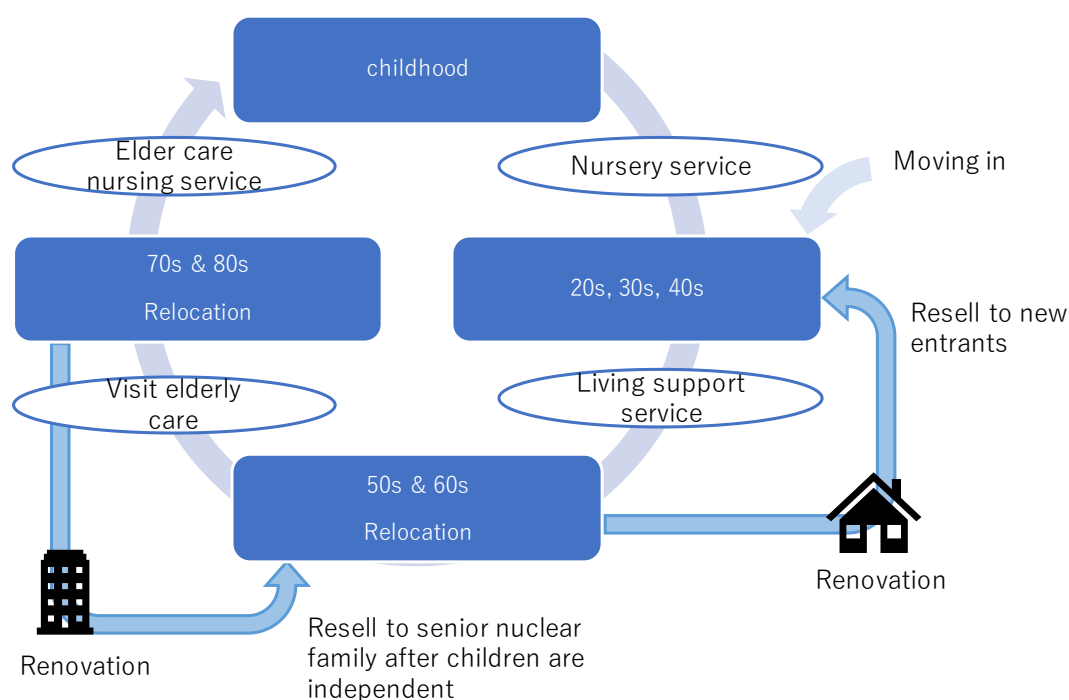 childhood
Elder care
nursing service
Nursery service
Moving in
70s & 80s
Relocation
20s, 30s, 40s
Resell to new
entrants
Visit elderly
care
Living support
service
50s & 60s
Relocation
Renovation
Resell to senior nuclear
family after children are
independent
Renovation